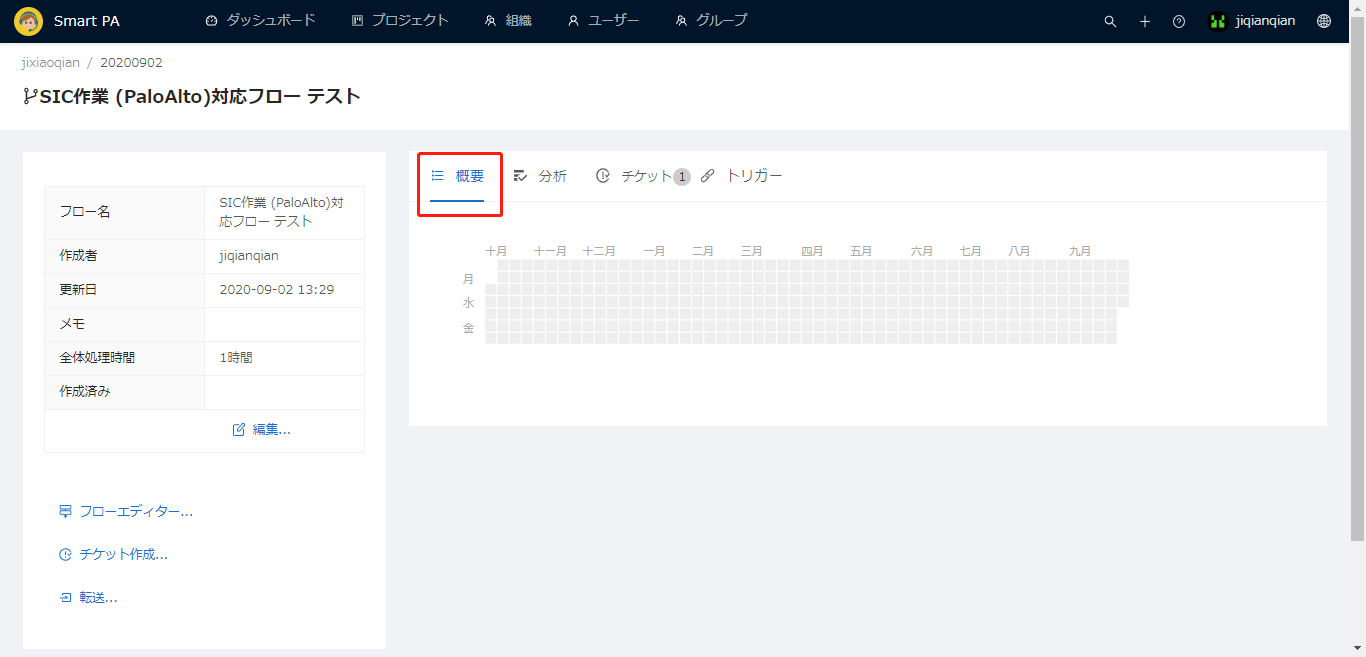 Smart PA ダッシュボード プロジェクト 組織 ユーザー グループ jiqianqian
jixiaoqian / 20200902
SIC作業 (PaloAlto)対応フロー テスト
フロー名 SIC作業 (PaloAlto)対
応フロー テスト
作成者 jiqianqian
更新日 2020-09-02 13:29
メモ
全体処理時間 1時間
作成済み
編集...
フローエディター...
チケット作成...
転送...
概要 分析 チケット 1 トリガー
十月 十一月 十二月 一月 二月 三月 四月 五月 六月 七月 八月 九月
月
水
金